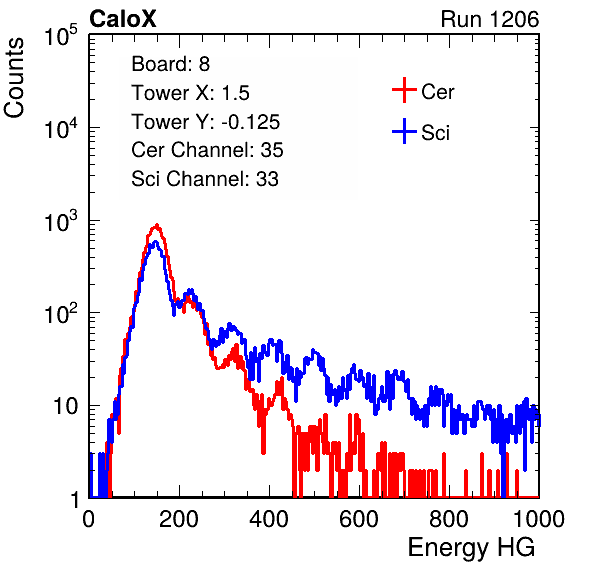 CaloX Run 1206
Counts
10^5
10^4
10^3
10^2
10
1
Board: 8
Tower X: 1.5
Tower Y: -0.125
Cer Channel: 35
Sci Channel: 33
Cer
Sci
0 200 400 600 800 1000
Energy HG